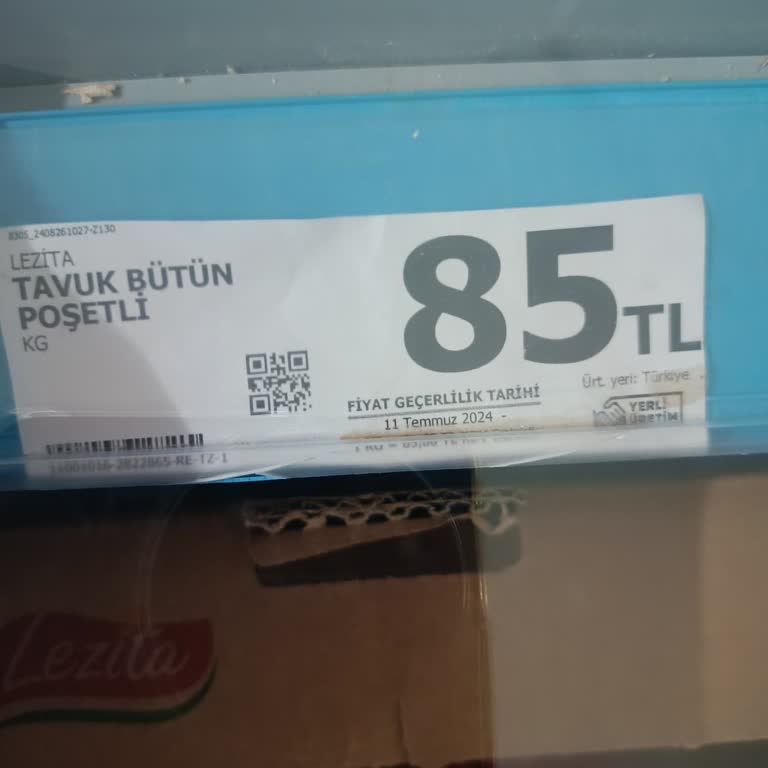 8305_2408261027-Z130
LEZİTA
TAVUK BÜTÜN
POŞETLİ
KG
85 TL
Ürt. yeri: Türkiye
FİYAT GEÇERLİLİK TARİHİ
11 Temmuz 2024 -
YERLİ
ÜRETİM
Lezita